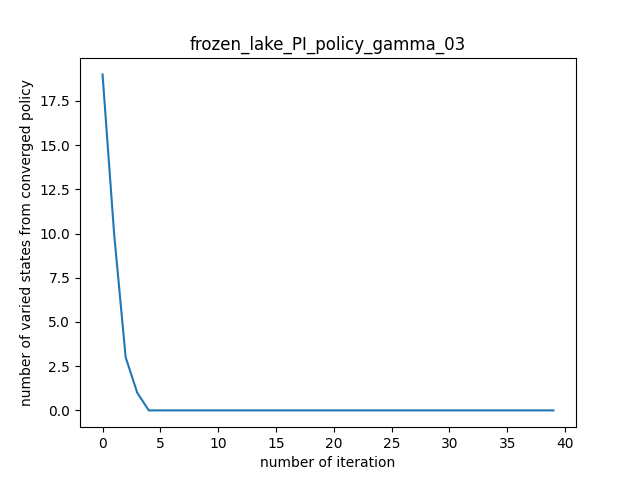 frozen_lake_PI_policy_gamma_03
number of varied states from converged policy
17.5
15.0
12.5
10.0
7.5
5.0
2.5
0.0
0 5 10 15 20 25 30 35 40
number of iteration